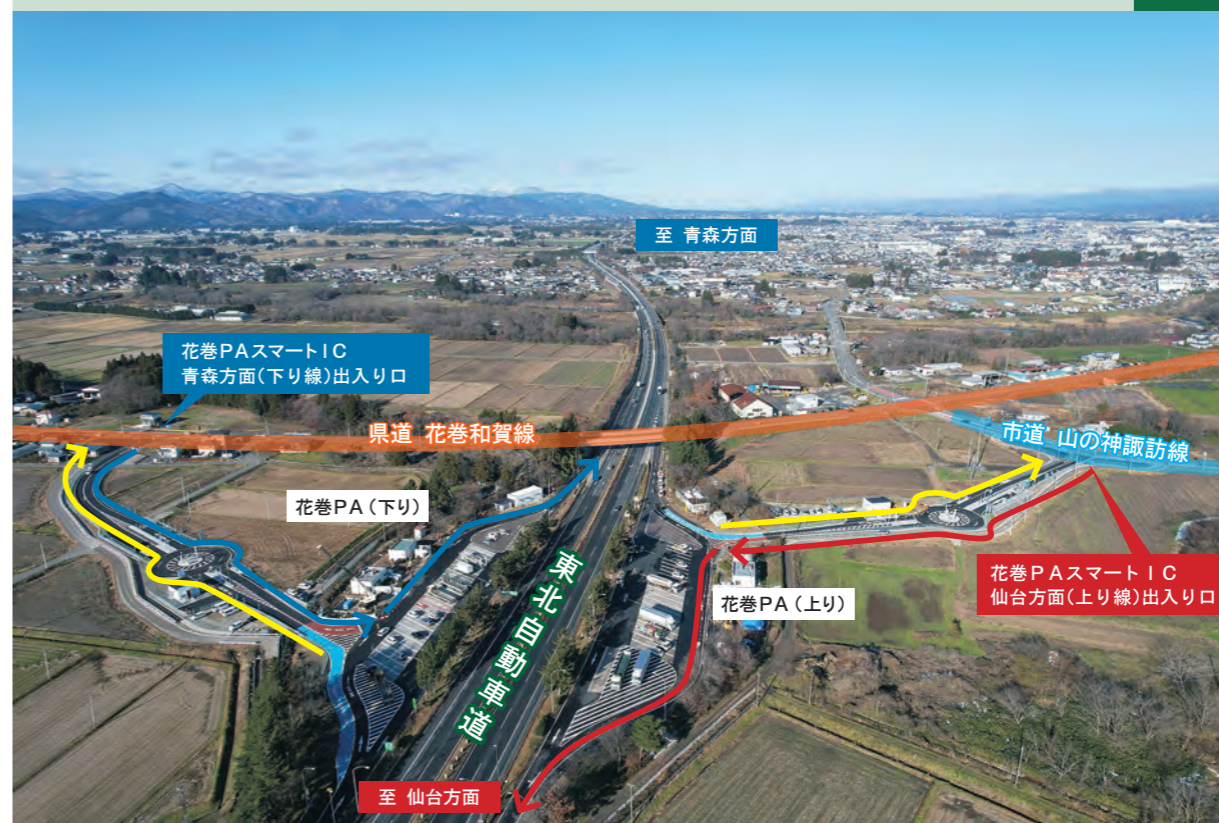 至 青森方面
花巻PAスマートIC
青森方面(下り線)出入り口
県道 花巻和賀線
市道 山の神諏訪線
花巻PA(下り)
東北自動車道
花巻PA(上り)
花巻PAスマートIC
仙台方面(上り線)出入り口
至 仙台方面